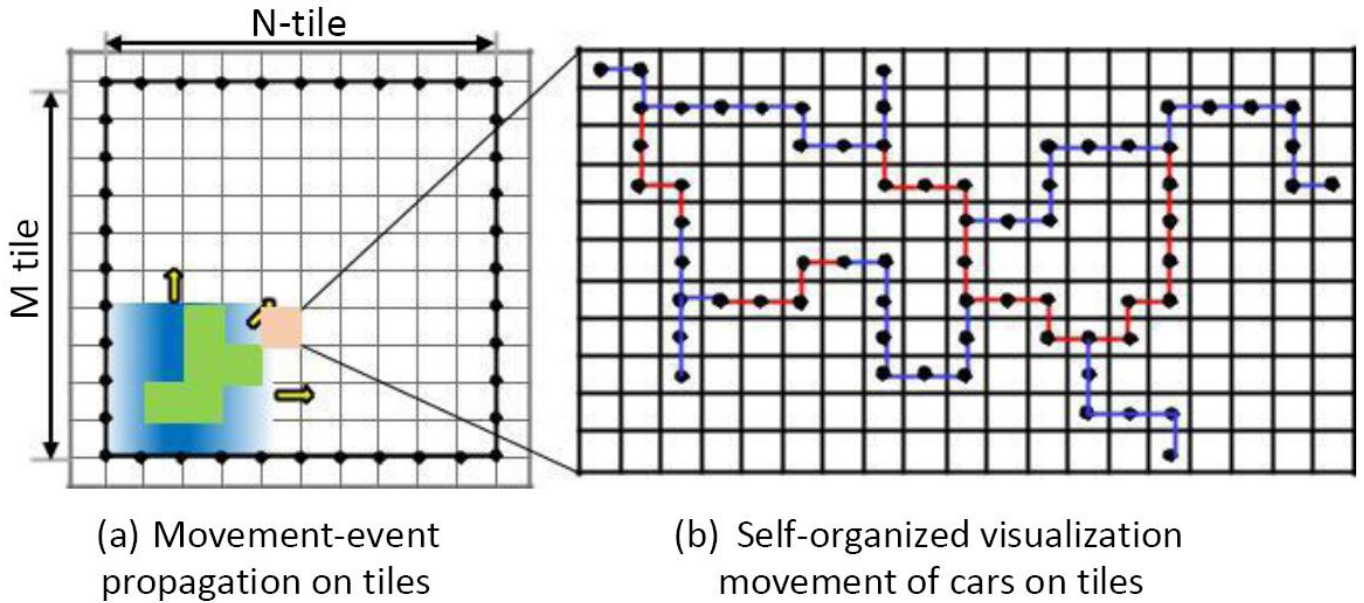 N-tile
M tile
(a) Movement-event
propagation on tiles
(b) Self-organized visualization
movement of cars on tiles